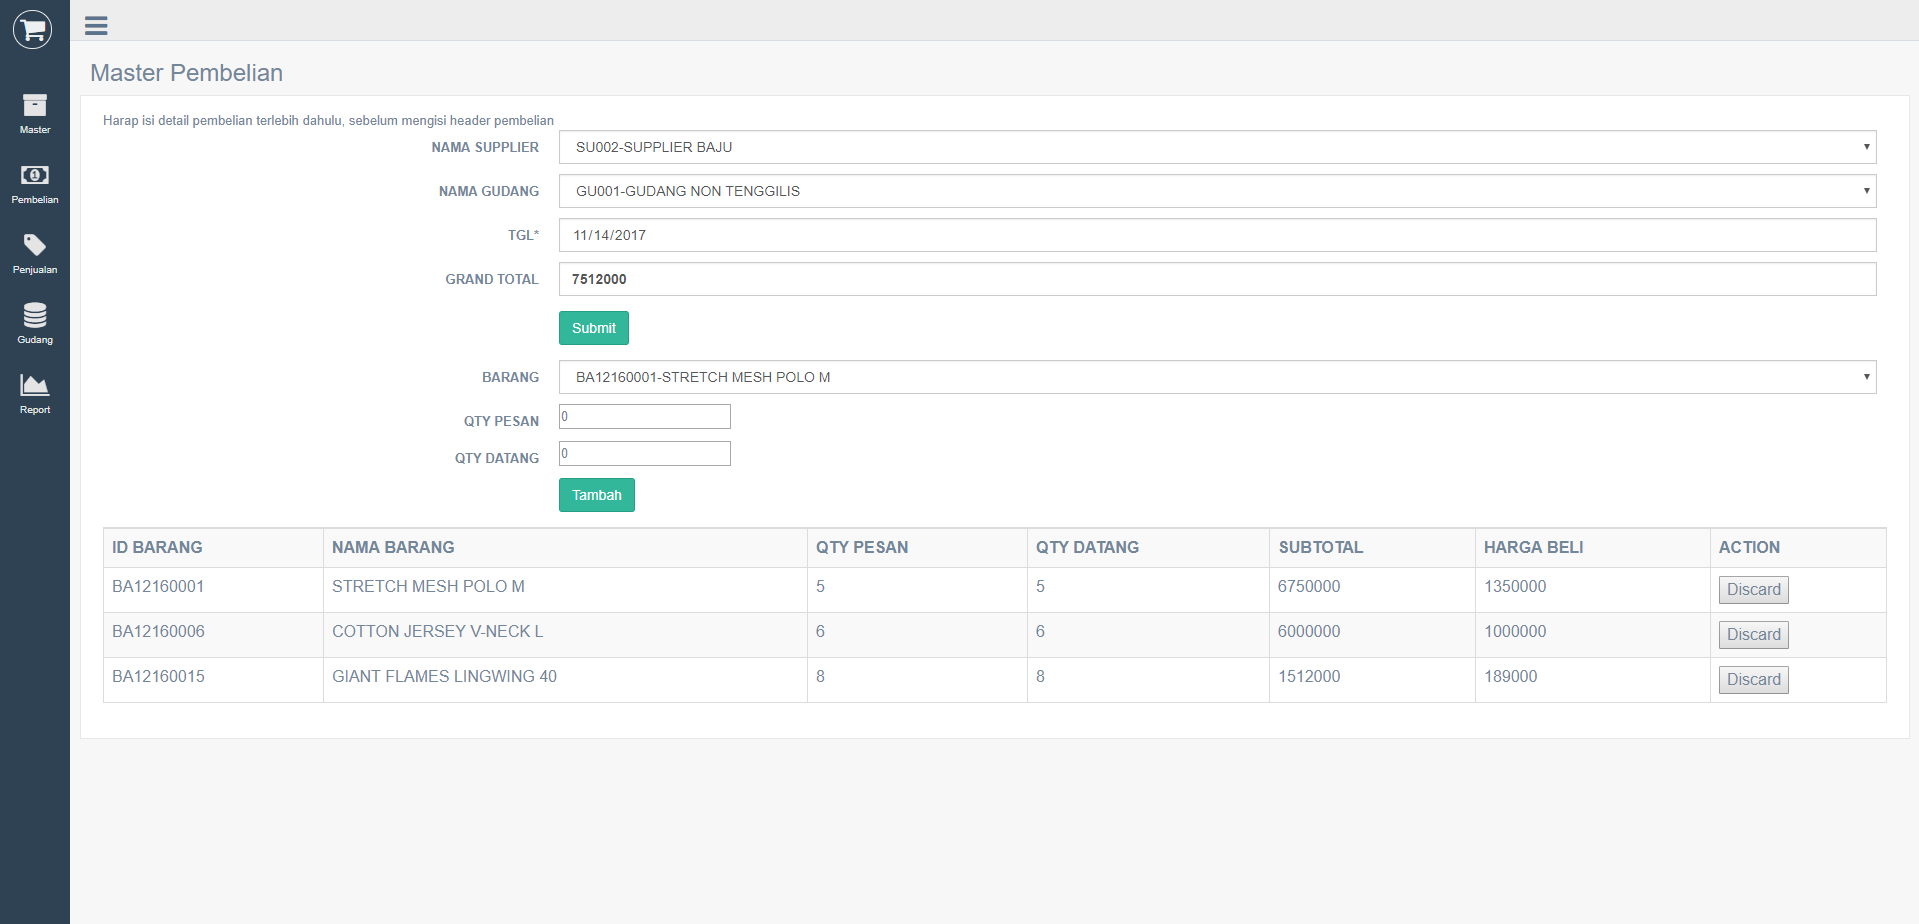 Master Pembelian
Harap isi detail pembelian terlebih dahulu, sebelum mengisi header pembelian
NAMA SUPPLIER SU002-SUPPLIER BAJU
NAMA GUDANG GU001-GUDANG NON TENGGILIS
TGL* 11/14/2017
GRAND TOTAL 7512000
Submit
BARANG BA12160001-STRETCH MESH POLO M
QTY PESAN 0
QTY DATANG 0
Tambah
ID BARANG NAMA BARANG QTY PESAN QTY DATANG SUBTOTAL HARGA BELI ACTION
BA12160001 STRETCH MESH POLO M 5 5 6750000 1350000 Discard
BA12160006 COTTON JERSEY V-NECK L 6 6 6000000 1000000 Discard
BA12160015 GIANT FLAMES LINGWING 40 8 8 1512000 189000 Discard
Master
Pembelian
Penjualan
Gudang
Report